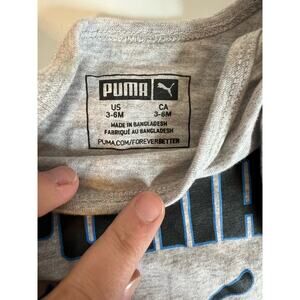 PUMA
US CA
3-6M 3-6M
MADE IN BANGLADESH
FABRIQUÉ AU BANGLADESH
PUMA.COM/FOREVERBETTER